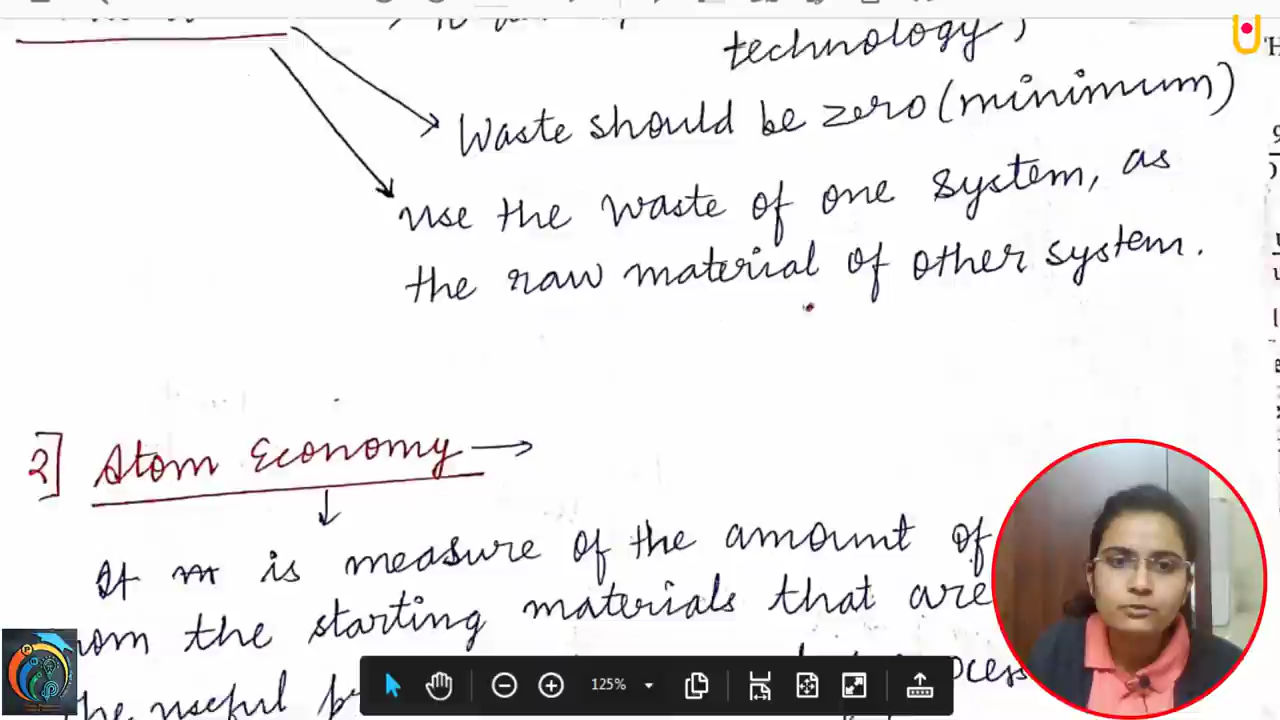 technology,
Waste should be zero (minimum)
Use the waste of one system, as
the raw material of other system.
2] Atom Economy →
It is measure of the amount of
the starting materials that are
the useful
125%